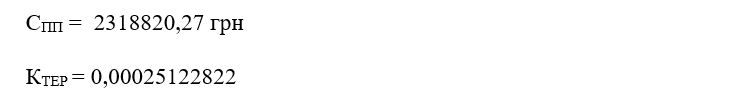 СПП = 2318820,27 грн
КТЕР = 0,00025122822